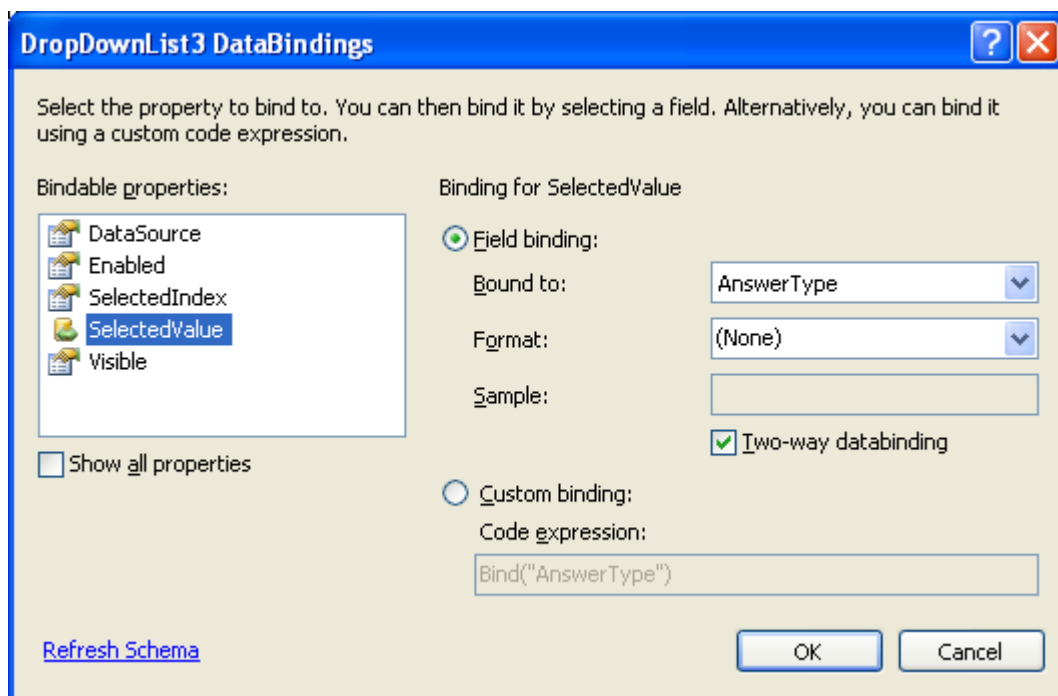 DropDownList3 DataBindings
Select the property to bind to. You can then bind it by selecting a field. Alternatively, you can bind it
using a custom code expression.
Bindable properties:
DataSource
Enabled
SelectedIndex
SelectedValue
Visible
Show all properties
Binding for SelectedValue
Field binding:
Bound to:
AnswerType
Format:
(None)
Sample:
Two-way databinding
Custom binding:
Code expression:
Bind("AnswerType")
Refresh Schema
OK
Cancel